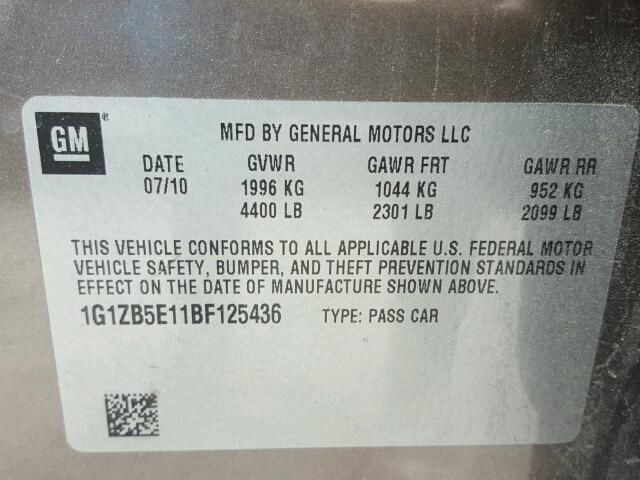 GM ®
MFD BY GENERAL MOTORS LLC
DATE GVWR GAWR FRT GAWR RR
07/10 1996 KG 1044 KG 952 KG
4400 LB 2301 LB 2099 LB
THIS VEHICLE CONFORMS TO ALL APPLICABLE U.S. FEDERAL MOTOR
VEHICLE SAFETY, BUMPER, AND THEFT PREVENTION STANDARDS IN
EFFECT ON THE DATE OF MANUFACTURE SHOWN ABOVE.
1G1ZB5E11BF125436 TYPE: PASS CAR